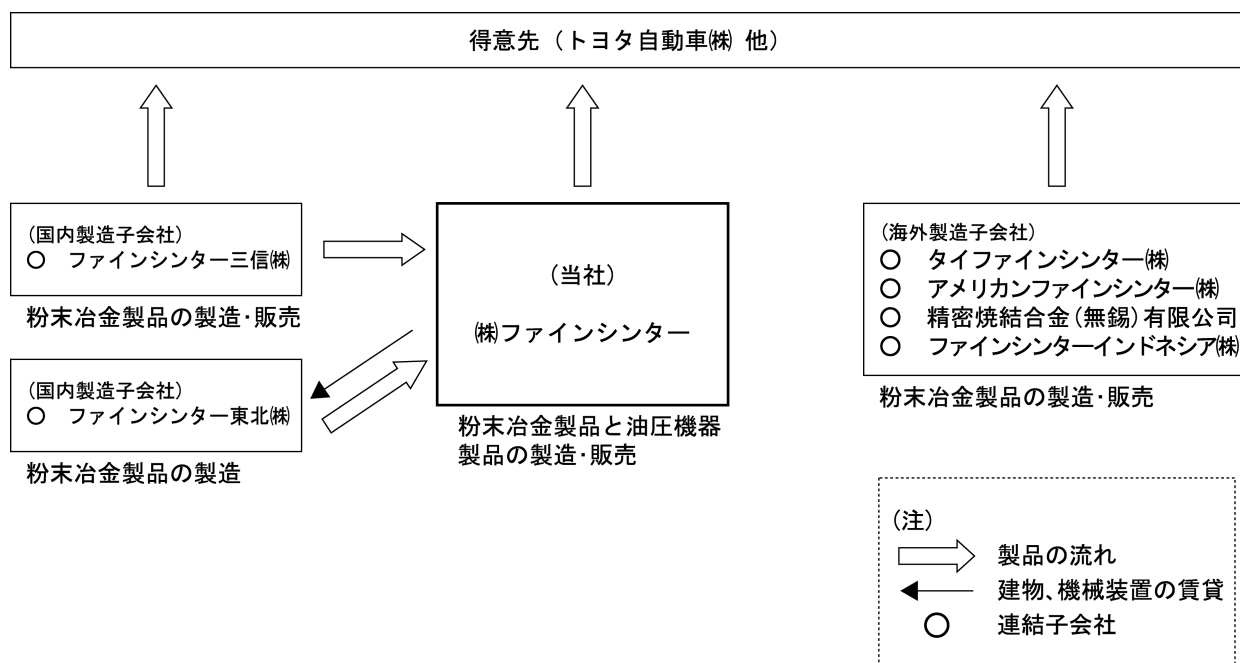 得意先（トヨタ自動車㈱ 他）
（国内製造子会社）
○ ファインシンター三信㈱
粉末冶金製品の製造・販売
（国内製造子会社）
○ ファインシンター東北㈱
粉末冶金製品の製造
（当社）
㈱ファインシンター
粉末冶金製品と油圧機器
製品の製造・販売
（海外製造子会社）
○ タイファインシンター㈱
○ アメリカンファインシンター㈱
○ 精密焼結合金（無錫）有限公司
○ ファインシンターインドネシア㈱
粉末冶金製品の製造・販売
（注）
製品の流れ
建物、機械装置の賃貸
○ 連結子会社